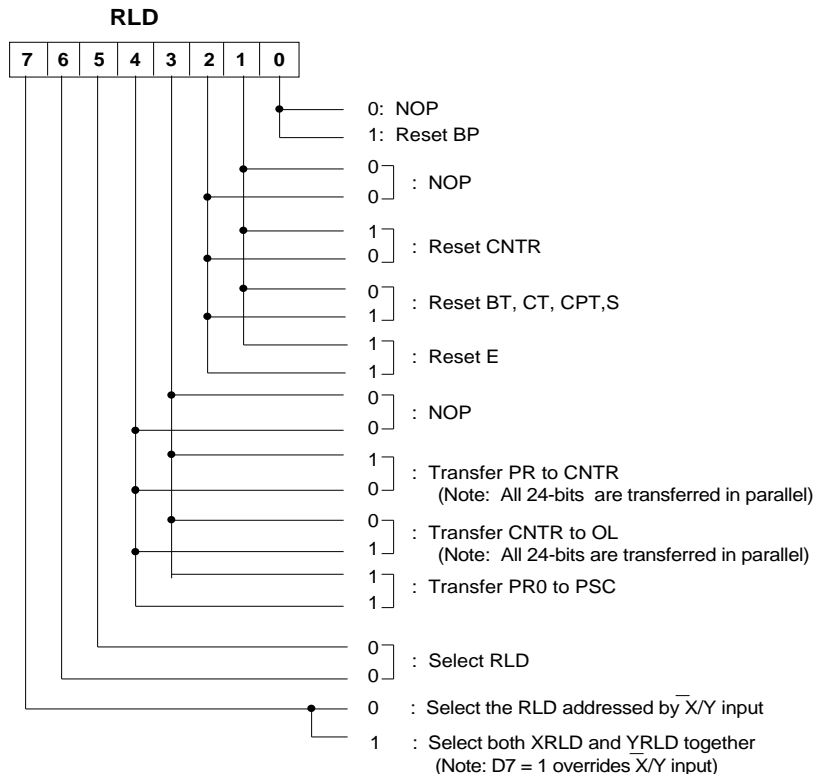 RLD
7 6 5 4 3 2 1 0
0: NOP
1: Reset BP
0
0 : NOP
1
0 : Reset CNTR
0
1 : Reset BT, CT, CPT,S
1
1 : Reset E
0
0 : NOP
1
0 : Transfer PR to CNTR
(Note: All 24-bits are transferred in parallel)
0
1 : Transfer CNTR to OL
(Note: All 24-bits are transferred in parallel)
1
1 : Transfer PR0 to PSC
0
0 : Select RLD
0 : Select the RLD addressed by X̅/Y input
1 : Select both XRLD and YRLD together
(Note: D7 = 1 overrides X̅/Y input)